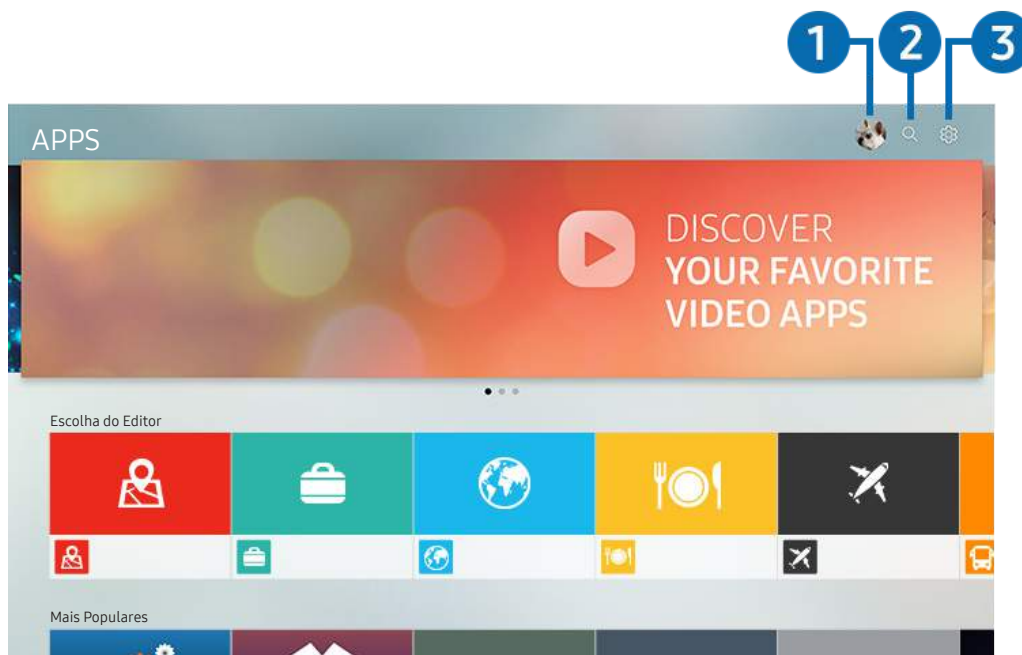 1 2 3
APPS
DISCOVER
YOUR FAVORITE
VIDEO APPS
Escolha do Editor
Mais Populares